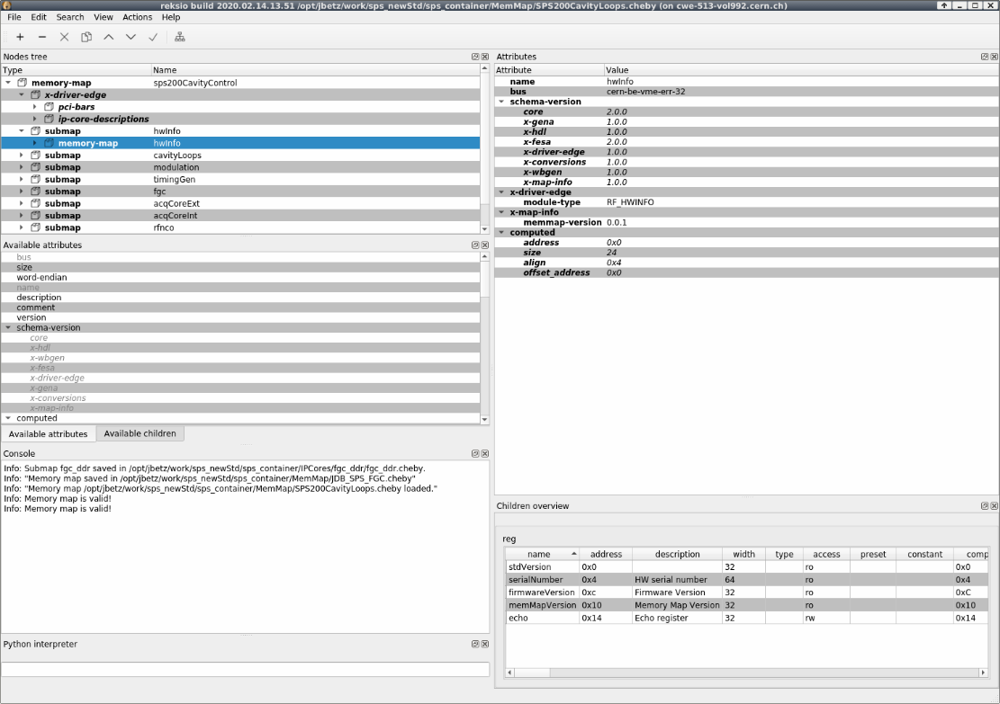 reksio build 2020.02.14.13.51 /opt/jbetz/work/sps_newStd/sps_container/MemMap/SPS200CavityLoops.cheby (on cwe-513-vol992.cern.ch)
File Edit Search View Actions Help
Nodes tree
Type Name
memory-map sps200CavityControl
x-driver-edge
pci-bars
ip-core-descriptions
submap hwInfo
memory-map hwInfo
submap cavityLoops
submap modulation
submap timingGen
submap fgc
submap acqCoreExt
submap acqCoreInt
submap rfnco
Available attributes
bus
size
word-endian
name
description
comment
version
schema-version
core
x-hdl
x-wbgen
x-fesa
x-driver-edge
x-gena
x-conversions
x-map-info
computed
Available attributes Available children
Console
Info: Submap fgc_ddr saved in /opt/jbetz/work/sps_newStd/sps_container/IPCores/fgc_ddr/fgc_ddr.cheby.
Info: "Memory map saved in /opt/jbetz/work/sps_newStd/sps_container/MemMap/JDB_SPS_FGC.cheby"
Info: "Memory map /opt/jbetz/work/sps_newStd/sps_container/MemMap/SPS200CavityLoops.cheby loaded."
Info: Memory map is valid!
Info: Memory map is valid!
Python interpreter
Attributes
Attribute Value
name hwInfo
bus cern-be-vme-err-32
schema-version
core 2.0.0
x-gena 1.0.0
x-hdl 1.0.0
x-fesa 2.0.0
x-driver-edge 1.0.0
x-conversions 1.0.0
x-wbgen 1.0.0
x-map-info 1.0.0
x-driver-edge
module-type RF_HWINFO
x-map-info
memmap-version 0.0.1
computed
address 0x0
size 24
align 0x4
offset_address 0x0
Children overview
reg
name address description width type access preset constant comp
stdVersion 0x0 32 ro 0x0
serialNumber 0x4 HW serial number 64 ro 0x4
firmwareVersion 0xc Firmware Version 32 ro 0xC
memMapVersion 0x10 Memory Map Version 32 ro 0x10
echo 0x14 Echo register 32 rw 0x14